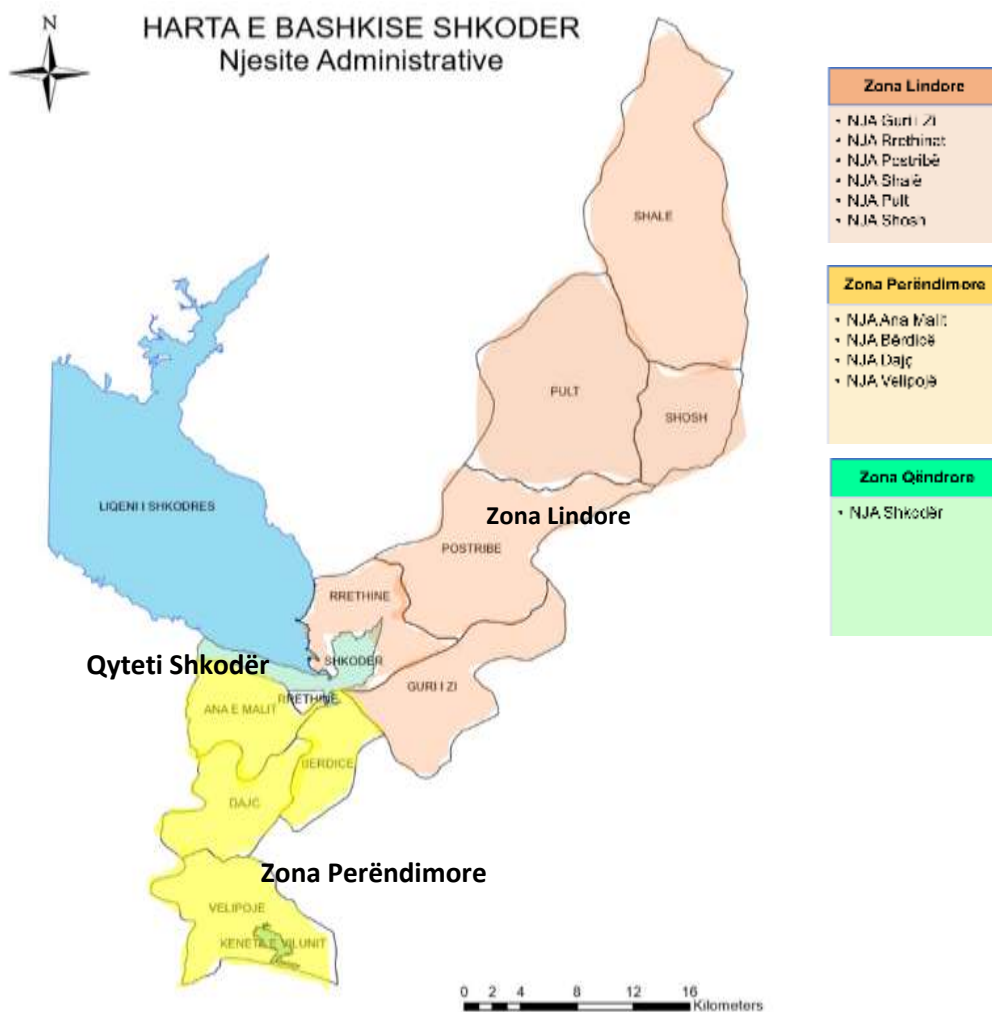 N
HARTA E BASHKISE SHKODER
Njesite Administrative
Zona Lindore
• NJA Guri i Zi
• NJA Rrethinat
• NJA Postribë
• NJA Shalë
• NJA Pult
• NJA Shosh
Zona Perëndimore
• NJA Ana Malit
• NJA Bërdicë
• NJA Dajç
• NJA Velipojë
Zona Qëndrore
• NJA Shkodër
SHALE
PULT
SHOSH
LIQENI I SHKODRES
Zona Lindore
POSTRIBE
RRETHINE
SHKODER
Qyteti Shkodër
GURI I ZI
RRETHINE
ANA E MALIT
BERDICE
DAJC
Zona Perëndimore
VELIPOJE
KENETA E VILUNIT
0 2 4 8 12 16
Kilometers